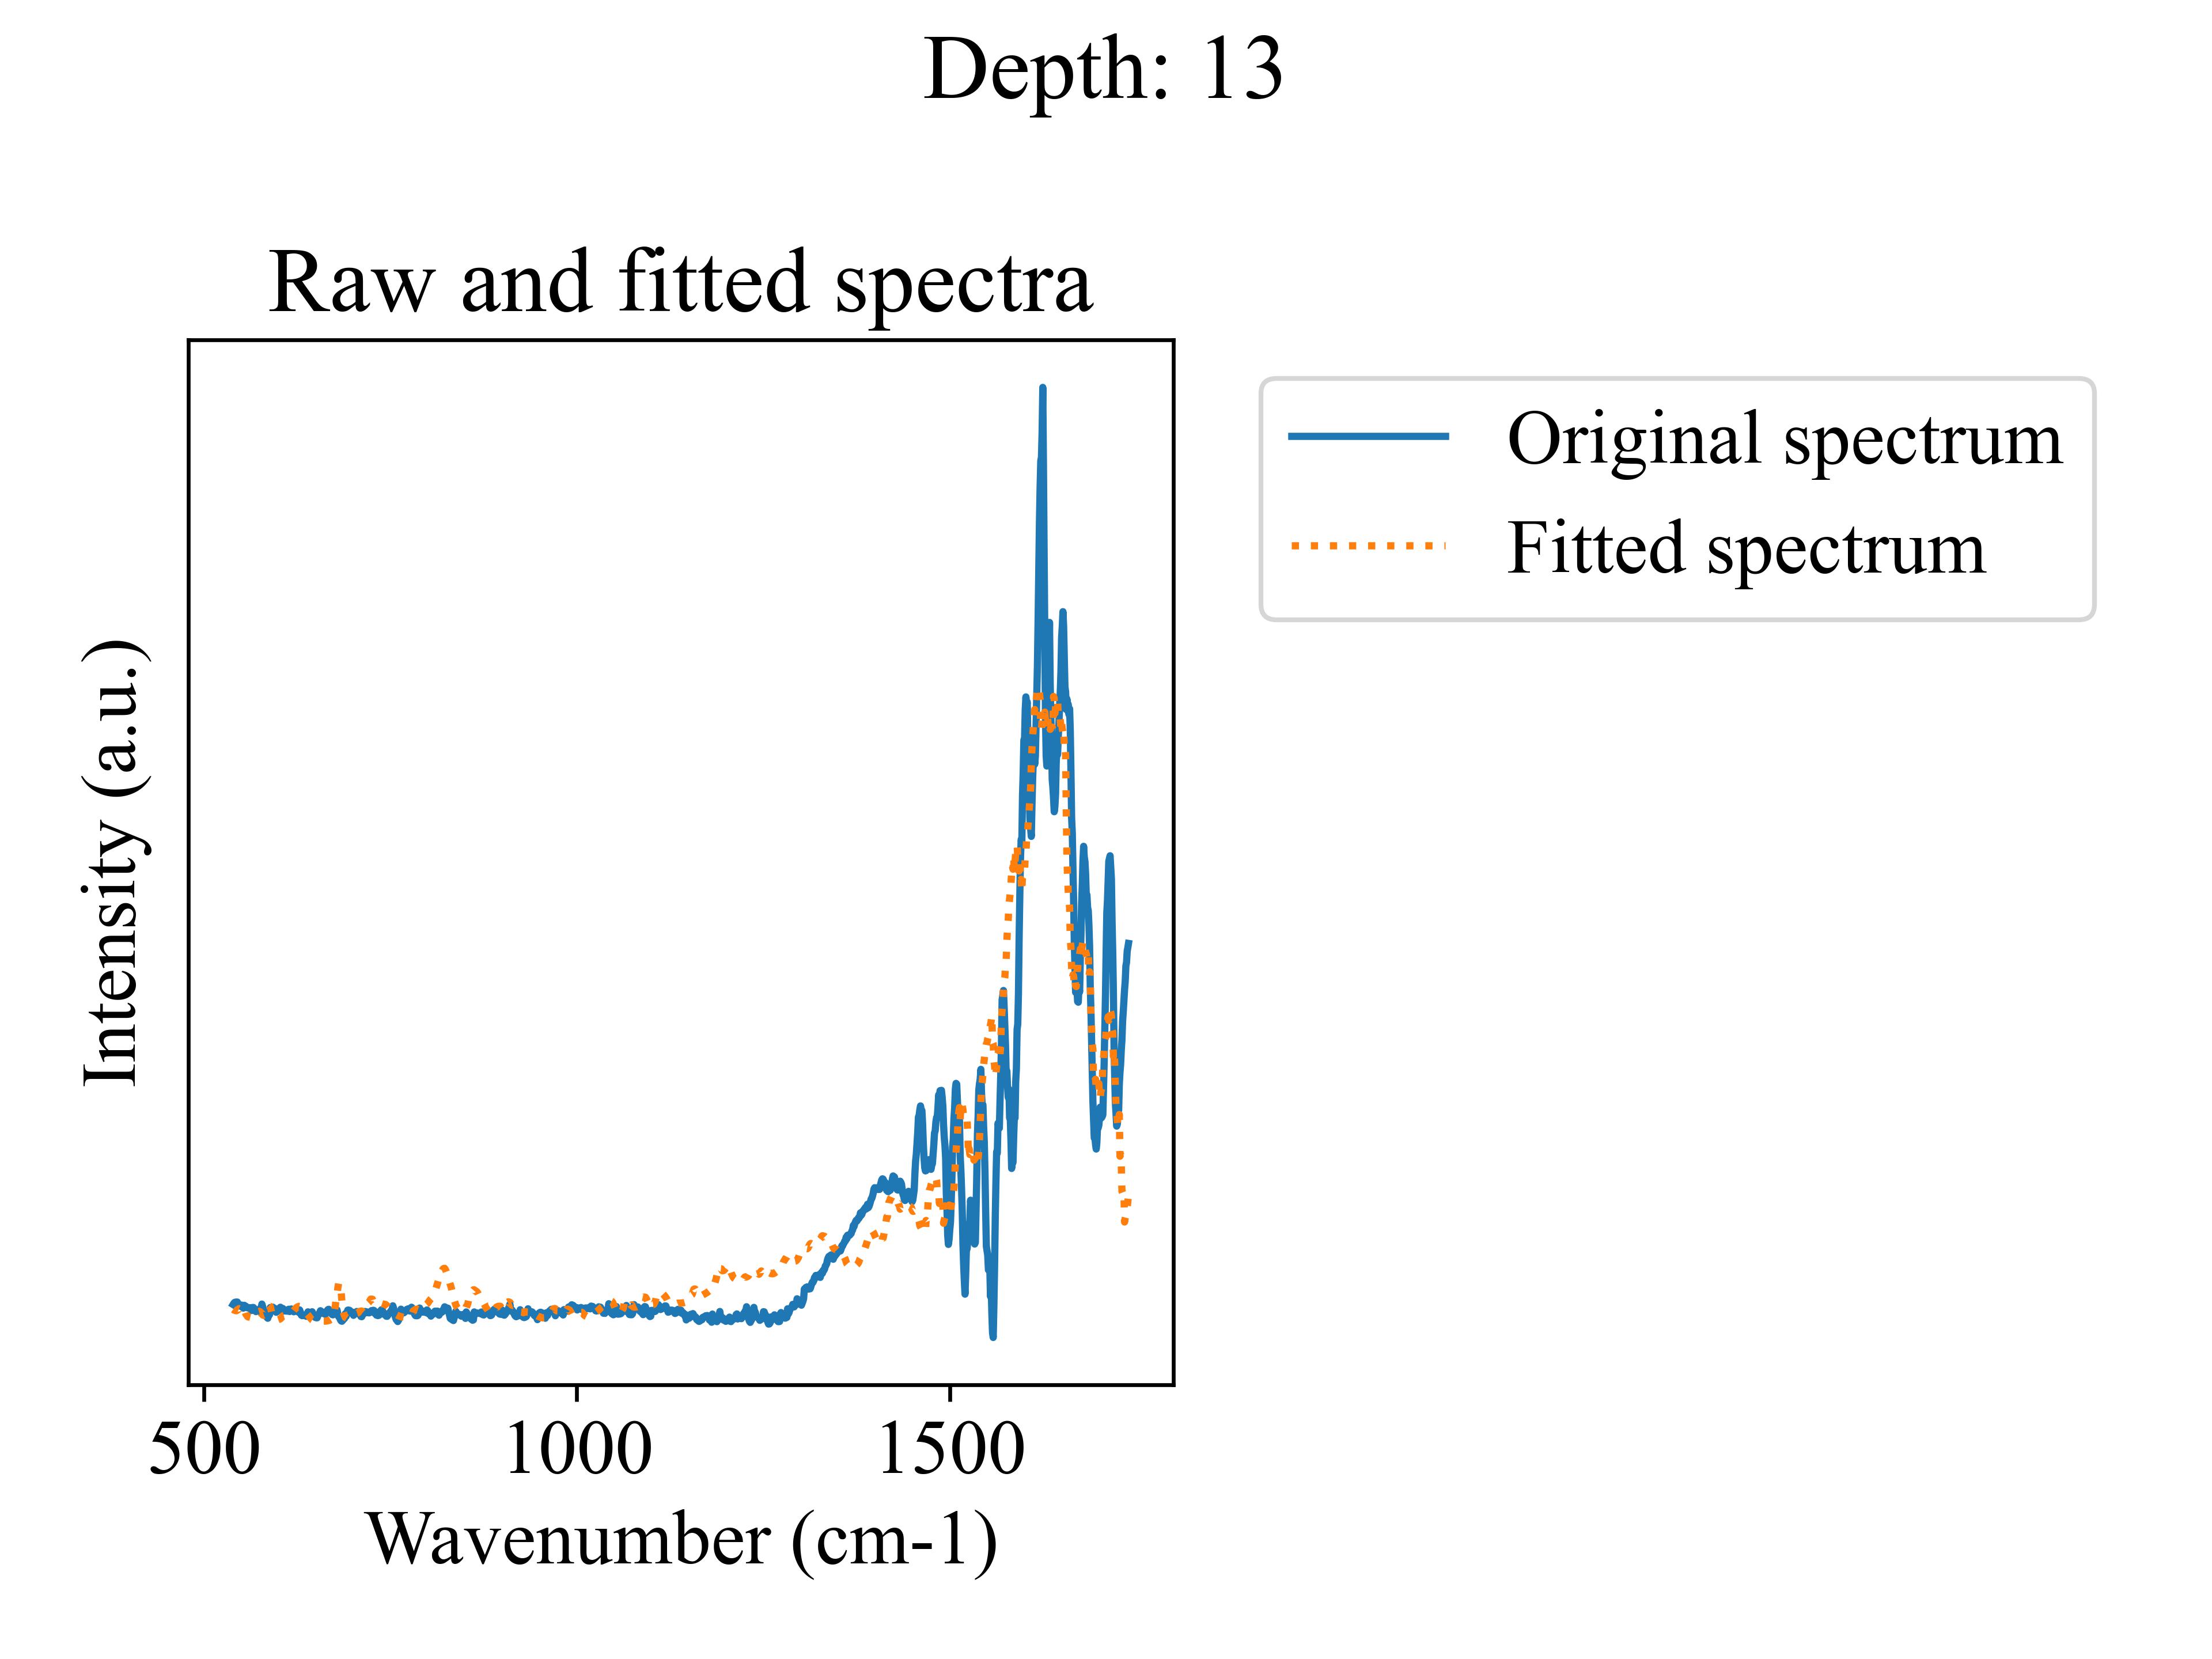 Depth: 13
Raw and fitted spectra
Original spectrum
Fitted spectrum
Intensity (a.u.)
500 1000 1500
Wavenumber (cm-1)